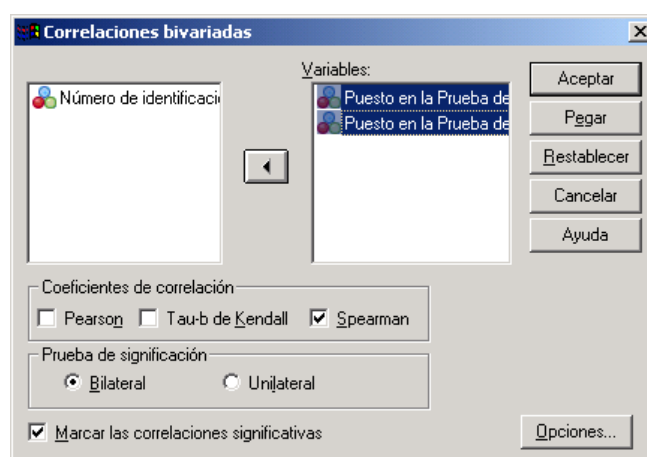 Correlaciones bivariadas
Variables:
Número de identificaci
Puesto en la Prueba de
Puesto en la Prueba de
Aceptar
Pegar
Restablecer
Cancelar
Ayuda
Coeficientes de correlación
Pearson
Tau-b de Kendall
Spearman
Prueba de significación
Bilateral
Unilateral
Marcar las correlaciones significativas
Opciones...